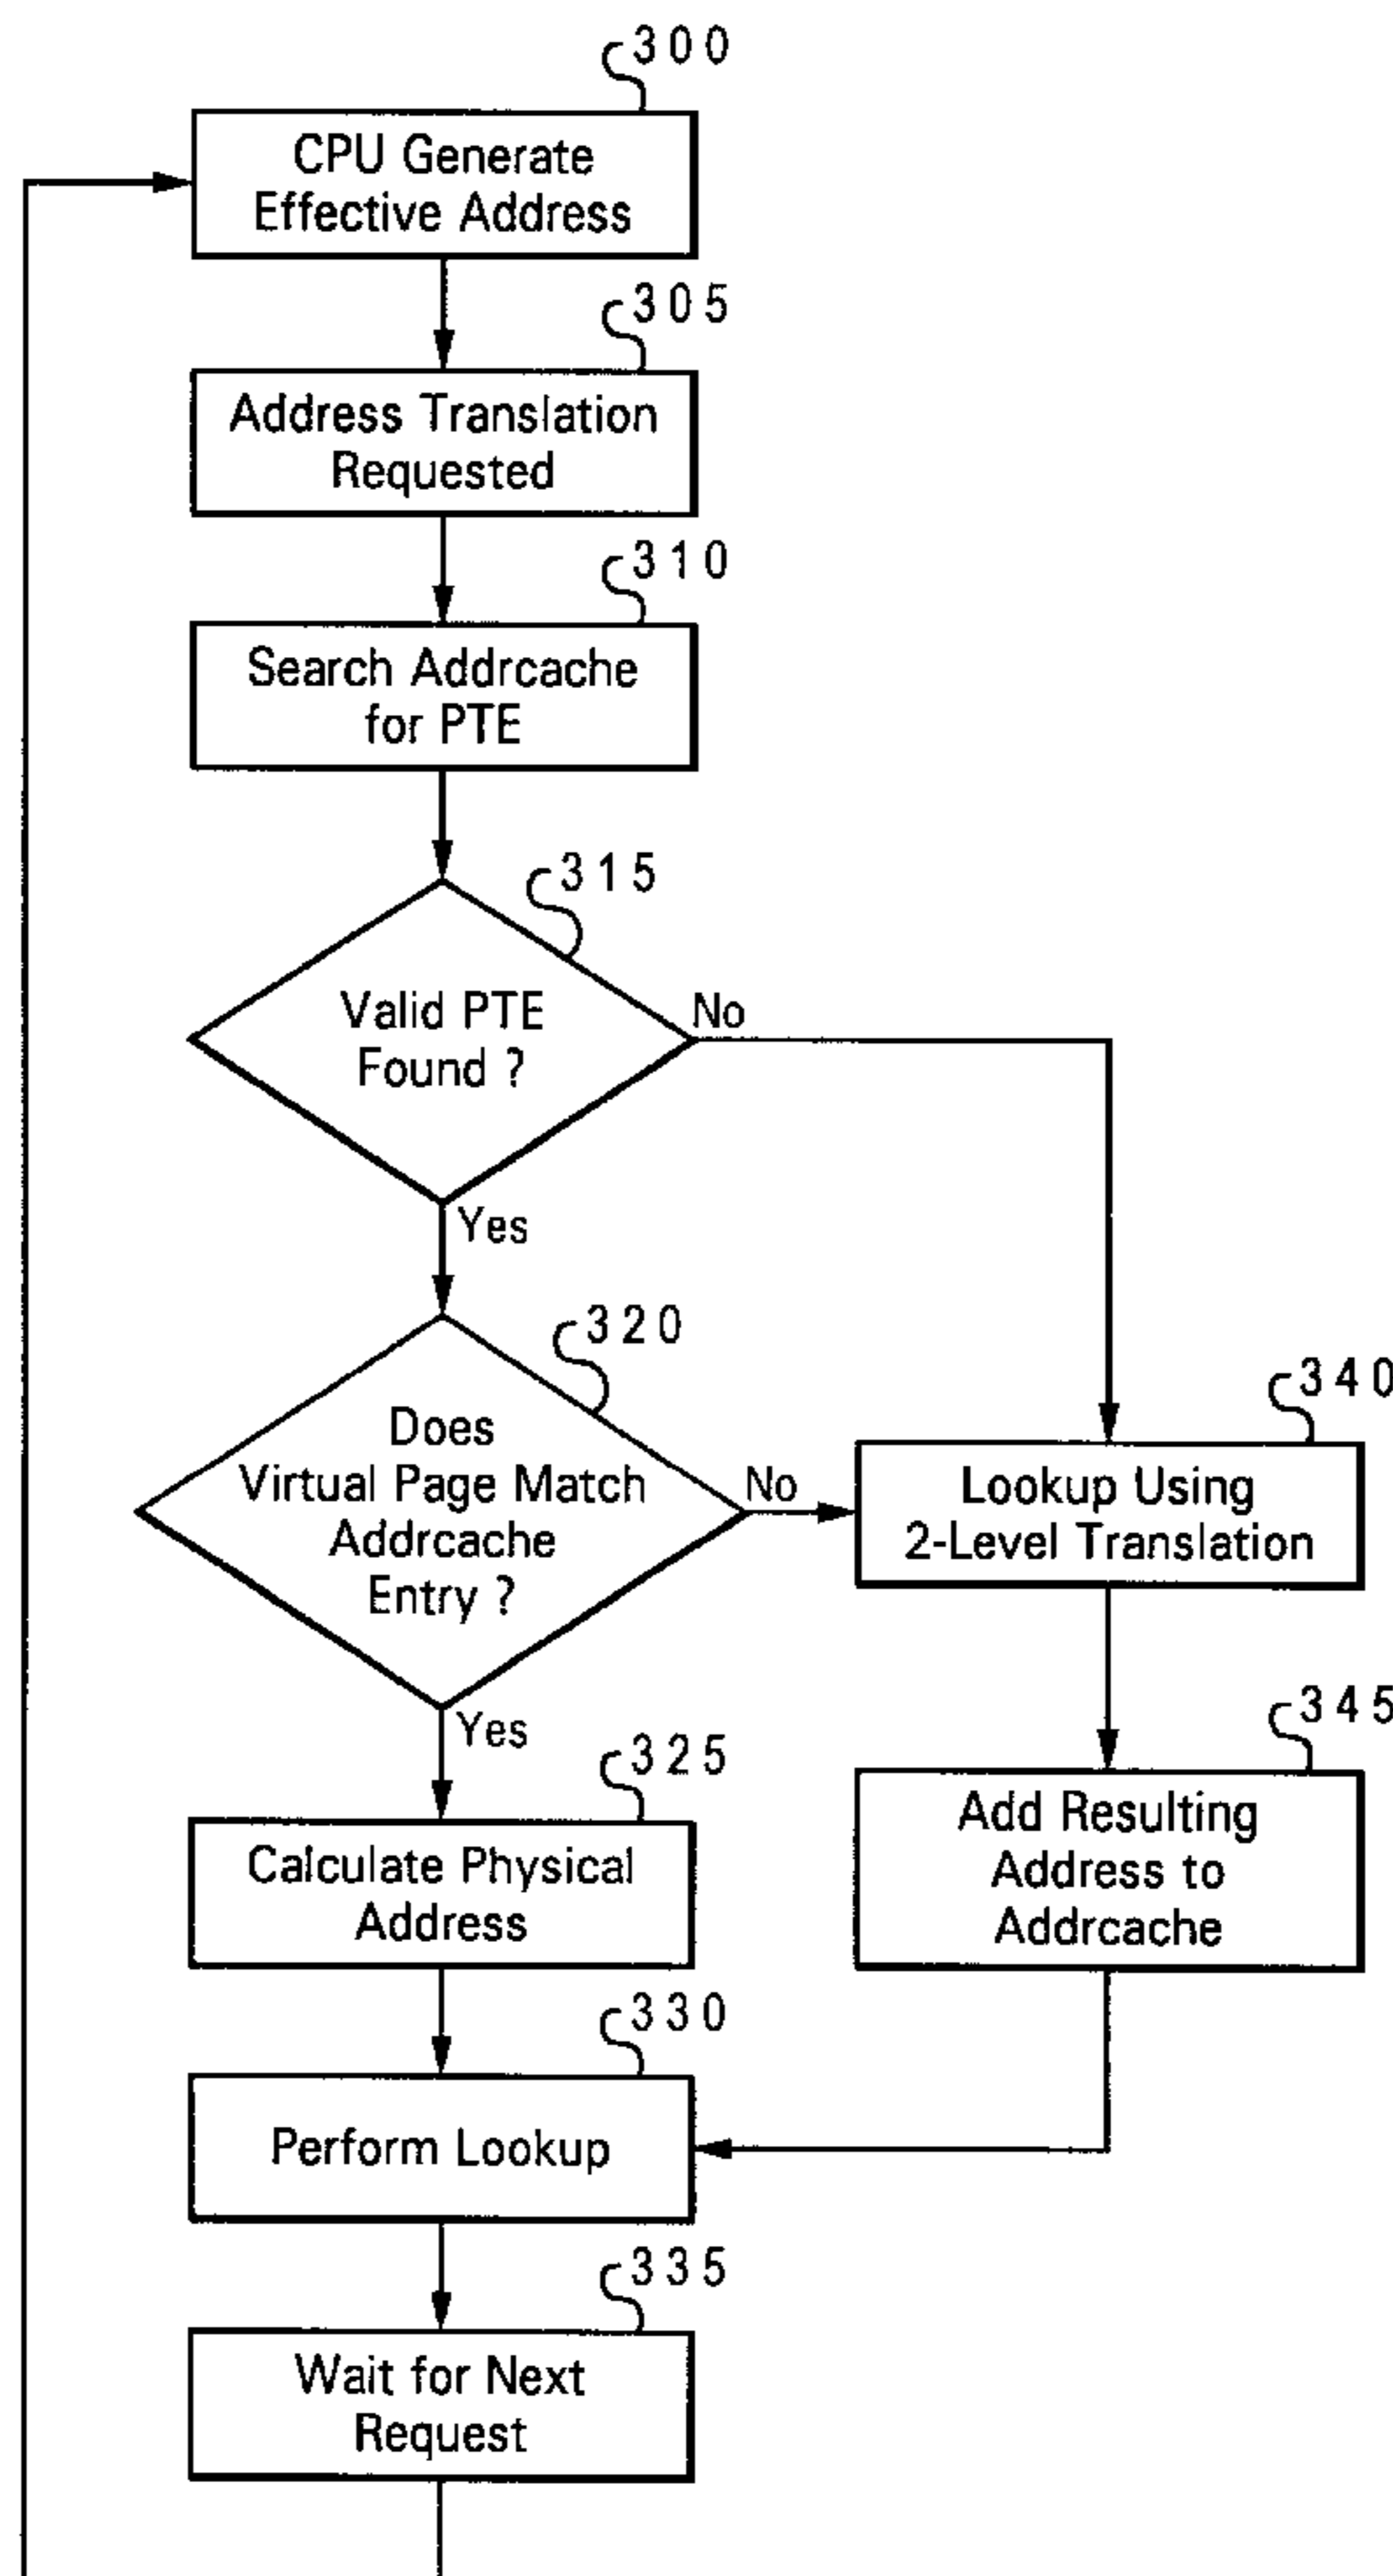 300
CPU Generate
Effective Address
305
Address Translation
Requested
310
Search Addrcache
for PTE
315
Valid PTE
Found ?
No
Yes
320
Does
Virtual Page Match
Addrcache
Entry ?
No
Yes
340
Lookup Using
2-Level Translation
345
Add Resulting
Address to
Addrcache
325
Calculate Physical
Address
330
Perform Lookup
335
Wait for Next
Request